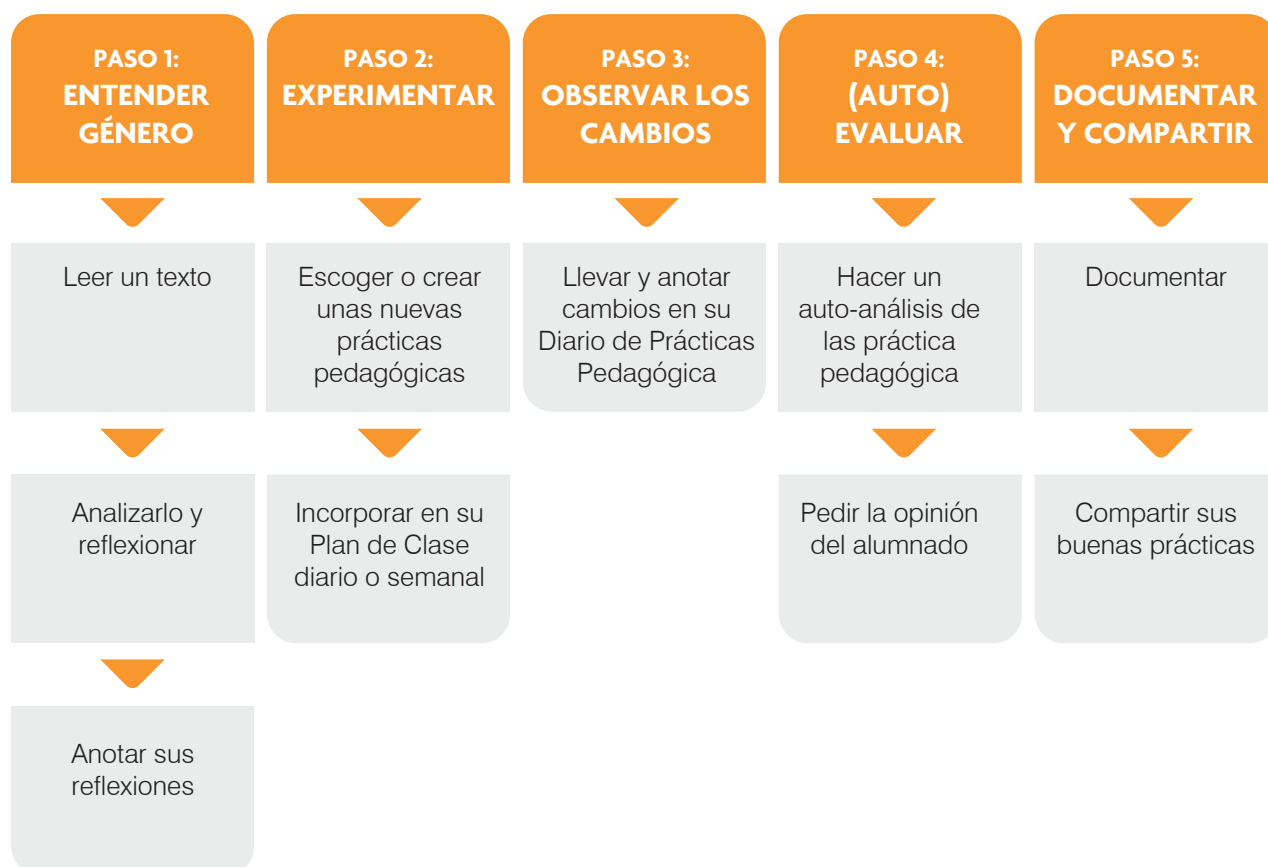 PASO 1:
ENTENDER
GÉNERO
Leer un texto
Analizarlo y
reflexionar
Anotar sus
reflexiones
PASO 2:
EXPERIMENTAR
Escoger o crear
unas nuevas
prácticas
pedagógicas
Incorporar en su
Plan de Clase
diario o semanal
PASO 3:
OBSERVAR LOS
CAMBIOS
Llevar y anotar
cambios en su
Diario de Prácticas
Pedagógica
PASO 4:
(AUTO)
EVALUAR
Hacer un
auto-análisis de
las práctica
pedagógica
Pedir la opinión
del alumnado
PASO 5:
DOCUMENTAR
Y COMPARTIR
Documentar
Compartir sus
buenas prácticas